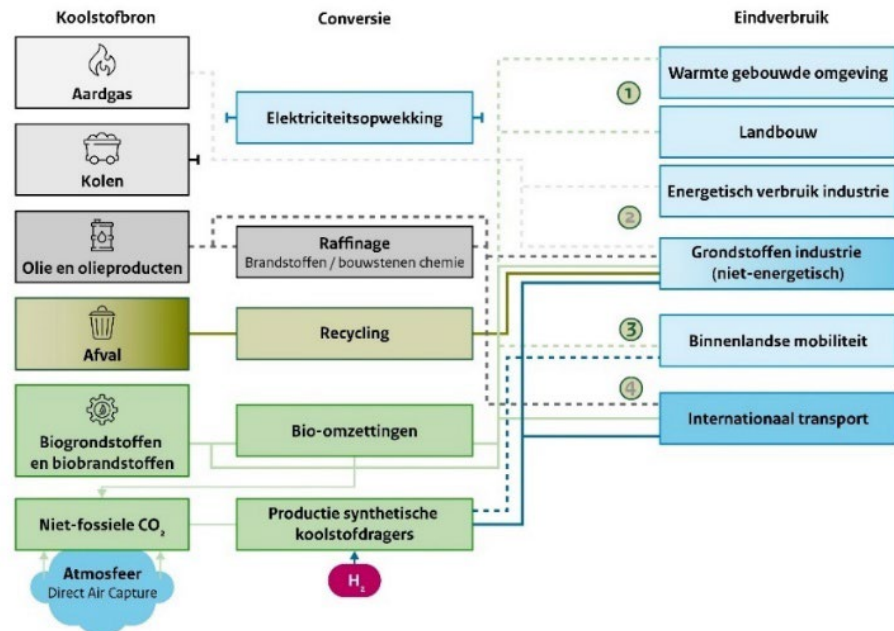 Koolstofbron
Conversie
Eindverbruik
Aardgas
Kolen
Olie en olieproducten
Afval
Biogrondstoffen
en biobrandstoffen
Niet-fossiele CO₂
Atmosfeer
Direct Air Capture
Elektriciteitsopwekking
Raffinage
Brandstoffen / bouwstenen chemie
Recycling
Bio-omzettingen
Productie synthetische
koolstofdragers
H₂
1
2
3
4
Warmte gebouwde omgeving
Landbouw
Energetisch verbruik industrie
Grondstoffen industrie
(niet-energetisch)
Binnenlandse mobiliteit
Internationaal transport